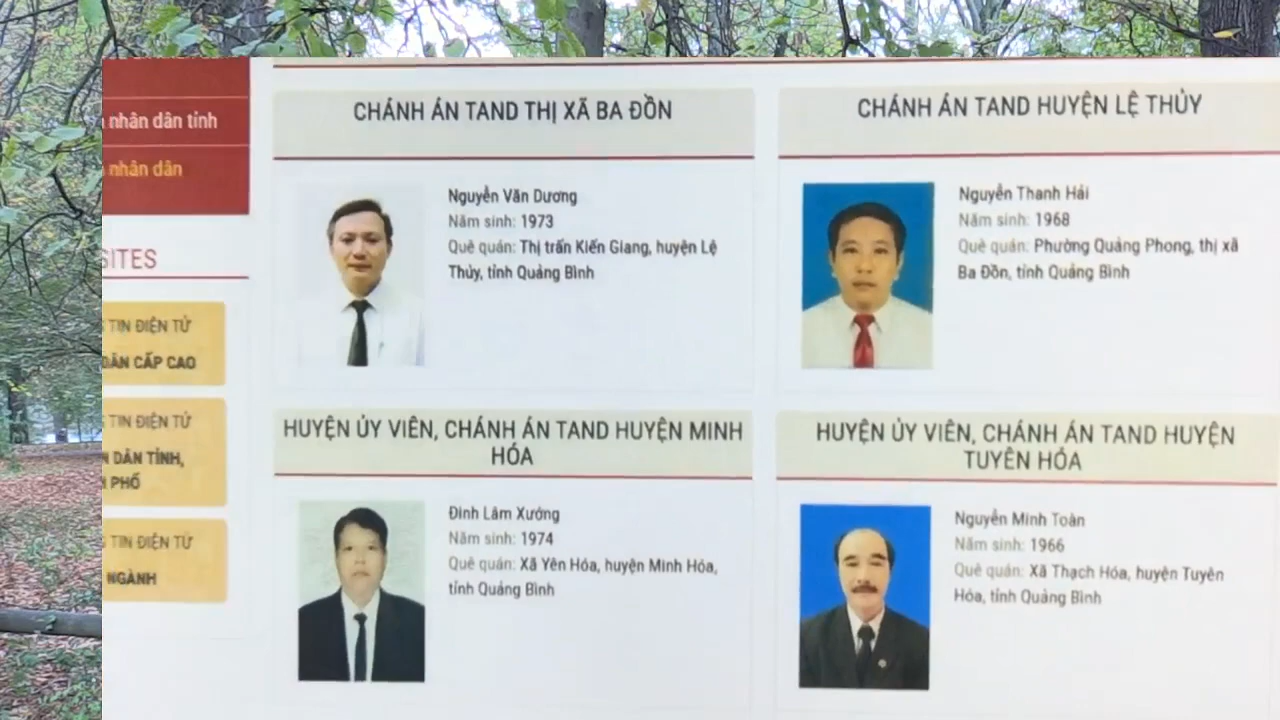 nhân dân tỉnh
nhân dân
SITES
TIN ĐIỆN TỬ
CẤP CAO
TIN ĐIỆN TỬ
DÂN TỈNH,
PHỐ
TIN ĐIỆN TỬ
NGÀNH
CHÁNH ÁN TAND THỊ XÃ BA ĐỒN
Nguyễn Văn Dương
Năm sinh: 1973
Quê quán: Thị trấn Kiến Giang, huyện Lệ
Thủy, tỉnh Quảng Bình
CHÁNH ÁN TAND HUYỆN LỆ THỦY
Nguyễn Thanh Hải
Năm sinh: 1968
Quê quán: Phường Quảng Phong, thị xã
Ba Đồn, tỉnh Quảng Bình
HUYỆN ỦY VIÊN, CHÁNH ÁN TAND HUYỆN MINH
HÓA
Đinh Lâm Xướng
Năm sinh: 1974
Quê quán: Xã Yên Hóa, huyện Minh Hóa,
tỉnh Quảng Bình
HUYỆN ỦY VIÊN, CHÁNH ÁN TAND HUYỆN
TUYÊN HÓA
Nguyễn Minh Toàn
Năm sinh: 1966
Quê quán: Xã Thạch Hóa, huyện Tuyên
Hóa, tỉnh Quảng Bình